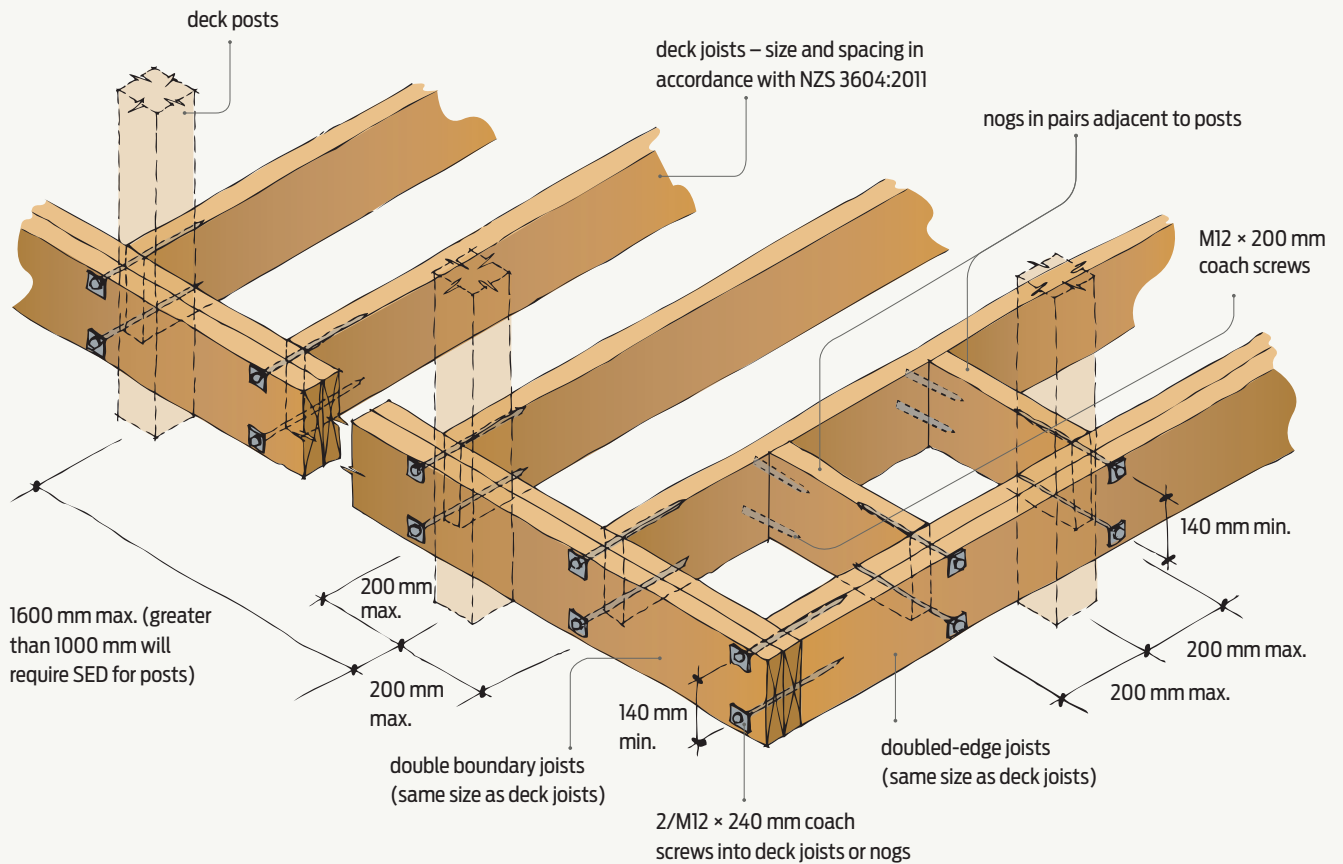 deck posts
deck joists – size and spacing in
accordance with NZS 3604:2011
nogs in pairs adjacent to posts
M12 × 200 mm
coach screws
140 mm min.
200 mm
max.
1600 mm max. (greater
than 1000 mm will
require SED for posts)
200 mm max.
200 mm
max.
200 mm max.
140 mm
min.
double boundary joists
(same size as deck joists)
doubled-edge joists
(same size as deck joists)
2/M12 × 240 mm coach
screws into deck joists or nogs